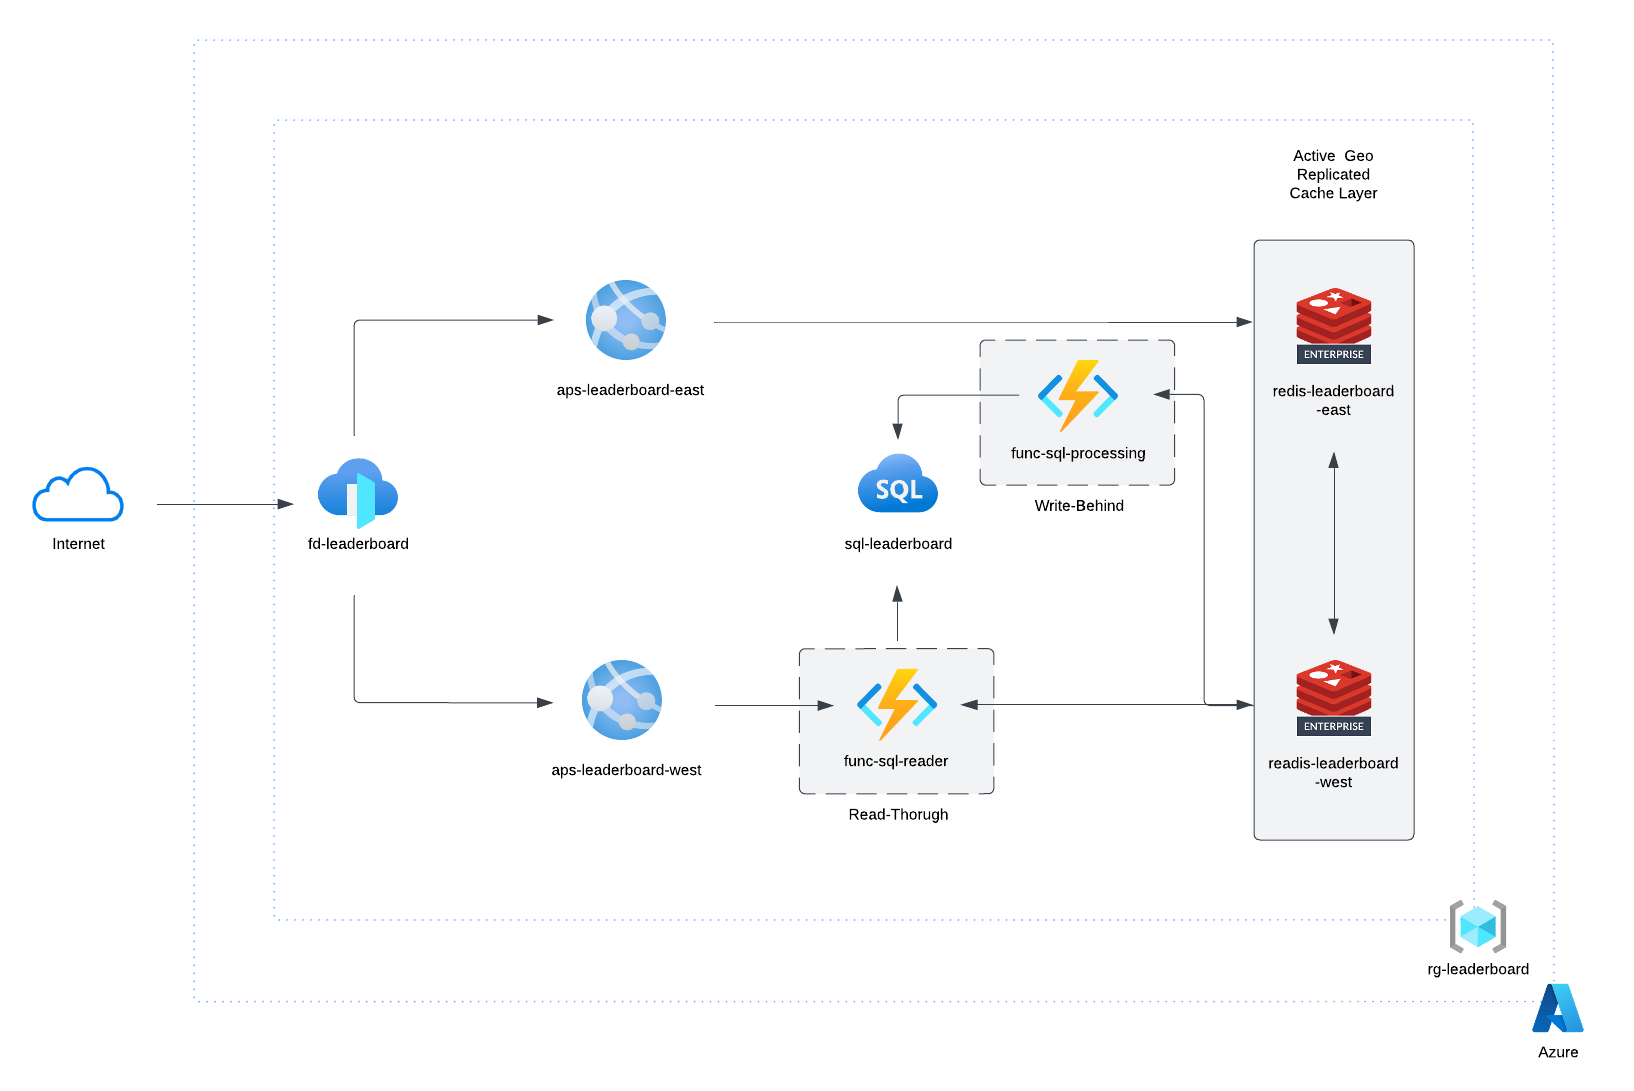 Active Geo
Replicated
Cache Layer
ENTERPRISE
redis-leaderboard
-east
aps-leaderboard-east
func-sql-processing
Write-Behind
SQL
sql-leaderboard
Internet
fd-leaderboard
ENTERPRISE
readis-leaderboard
-west
aps-leaderboard-west
func-sql-reader
Read-Thorugh
rg-leaderboard
Azure